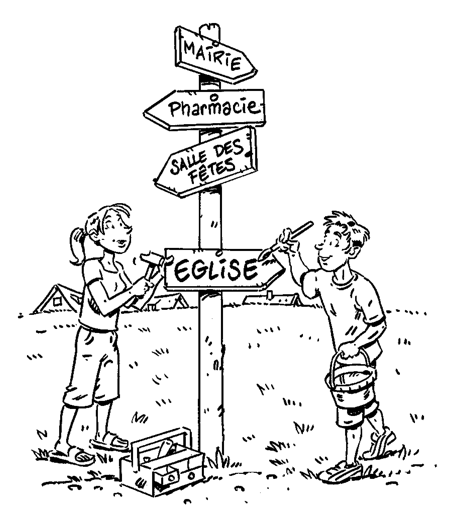 MAIRIE
Pharmacie
SALLE DES
FÊTES
EGLISE